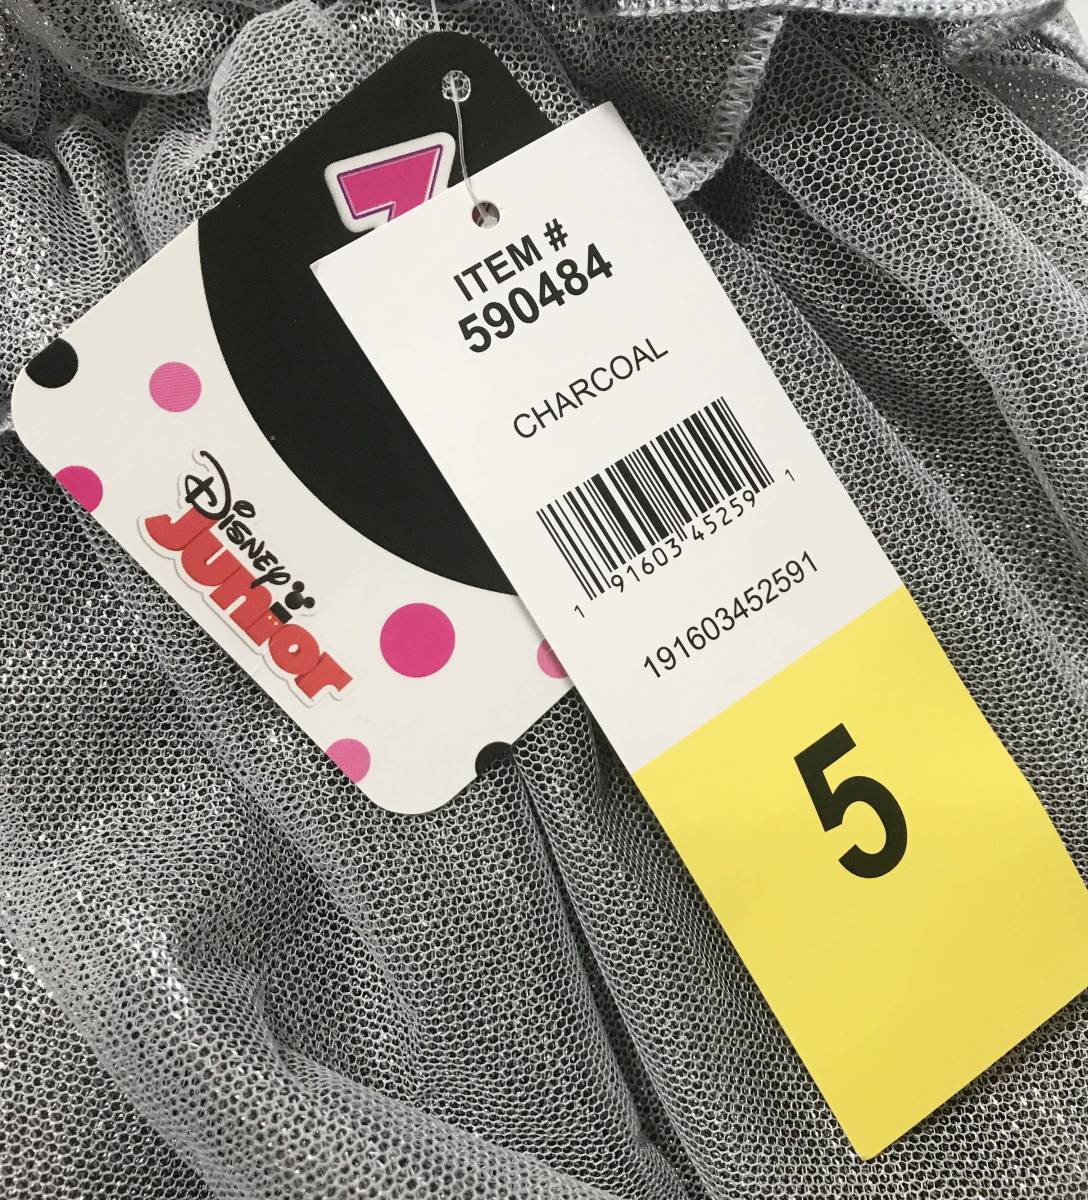 ITEM #
590484
CHARCOAL
1 91603 45259 1
191603452591
5
Disney
Junior